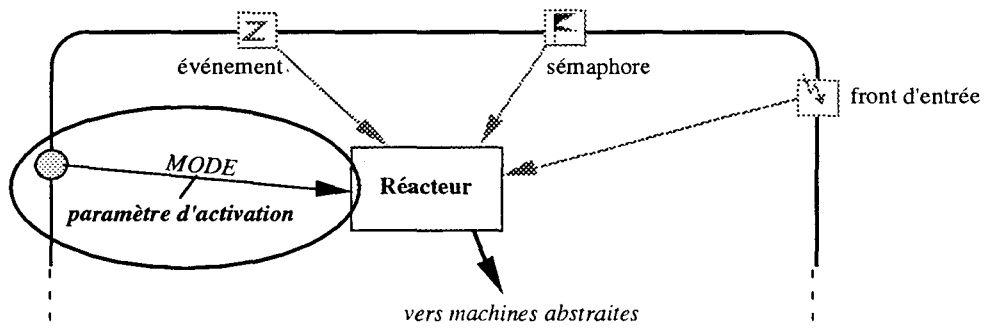 événement
sémaphore
front d'entrée
MODE
Réacteur
paramètre d'activation
vers machines abstraites